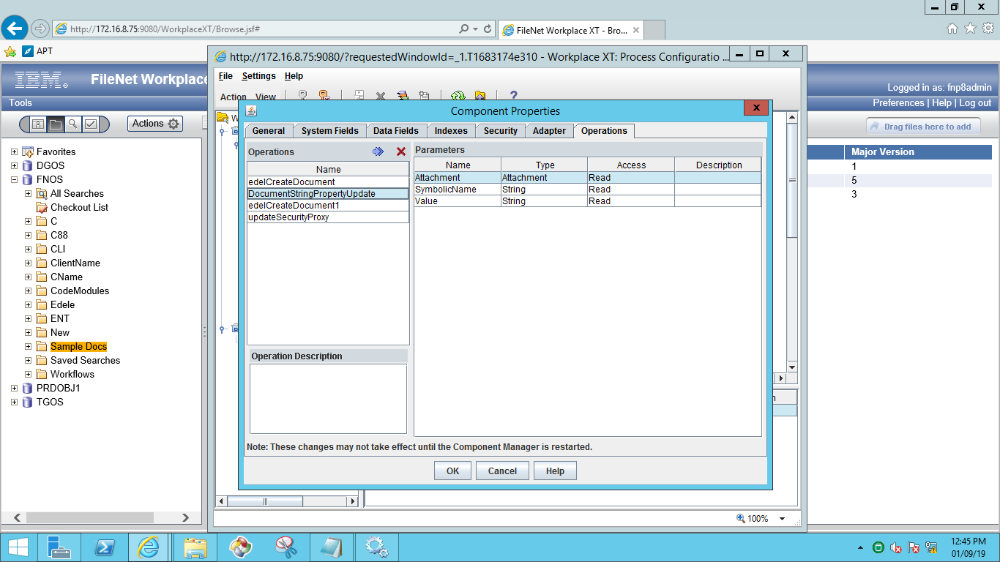 http://172.16.8.75:9080/WorkplaceXT/Browse.jsf#
FileNet Workplace XT - Bro...
APT
http://172.16.8.75:9080/?requestedWindowId=_1.T1683174e310 - Workplace XT: Process Configuratio ...
File Settings Help
IBM
FileNet Workplace
Logged in as: fnp8admin
Action View
Tools
Preferences | Help | Log out
Component Properties
Actions
Drag files here to add
General System Fields Data Fields Indexes Security Adapter Operations
Favorites
DGOS
FNOS
All Searches
Checkout List
C
C88
CLI
ClientName
CName
CodeModules
Edele
ENT
New
Sample Docs
Saved Searches
Workflows
PRDOBJ1
TGOS
Operations
Name
edelCreateDocument
DocumentStringPropertyUpdate
edelCreateDocument1
updateSecurityProxy
Operation Description
Parameters
Name Type Access Description
Attachment Attachment Read
SymbolicName String Read
Value String Read
Major Version
1
5
3
Note: These changes may not take effect until the Component Manager is restarted.
OK Cancel Help
100%
12:45 PM
01/09/19